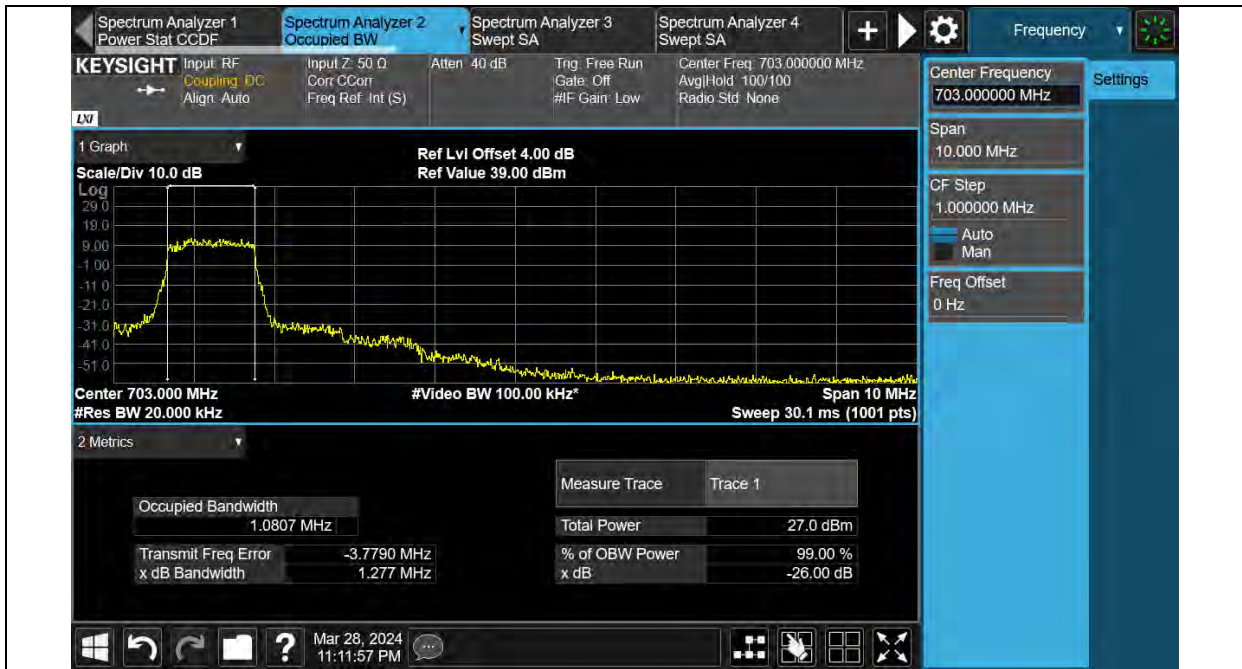 Spectrum Analyzer 1
Power Stat CCDF
Spectrum Analyzer 2
Occupied BW
Spectrum Analyzer 3
Swept SA
Spectrum Analyzer 4
Swept SA
+
Frequency
KEYSIGHT
LXI
Input: RF
Coupling: DC
Align: Auto
Input Z: 50 Ω
Corr CCorr
Freq Ref: Int (S)
Atten: 40 dB
Trig: Free Run
Gate: Off
#IF Gain: Low
Center Freq: 703.000000 MHz
Avg|Hold: 100/100
Radio Std: None
Center Frequency
703.000000 MHz
Settings
Span
10.000 MHz
CF Step
1.000000 MHz
Auto
Man
Freq Offset
0 Hz
1 Graph
Scale/Div 10.0 dB
Ref Lvl Offset 4.00 dB
Ref Value 39.00 dBm
Log
29.0
19.0
9.00
-1.00
-11.0
-21.0
-31.0
-41.0
-51.0
Center 703.000 MHz
#Video BW 100.00 kHz*
Span 10 MHz
#Res BW 20.000 kHz
Sweep 30.1 ms (1001 pts)
2 Metrics
Measure Trace
Trace 1
Occupied Bandwidth
1.0807 MHz
Total Power
27.0 dBm
Transmit Freq Error
-3.7790 MHz
% of OBW Power
99.00 %
x dB Bandwidth
1.277 MHz
x dB
-26.00 dB
?
Mar 28, 2024
11:11:57 PM